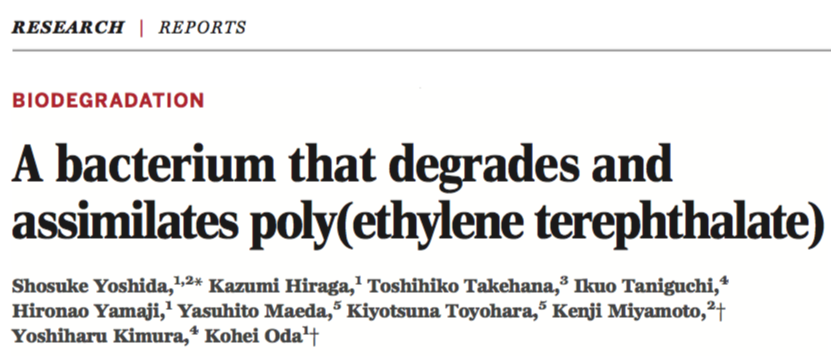 RESEARCH | REPORTS
BIODEGRADATION
A bacterium that degrades and
assimilates poly(ethylene terephthalate)
Shosuke Yoshida,¹,²* Kazumi Hiraga,¹ Toshihiko Takehana,³ Ikuo Taniguchi,⁴
Hironao Yamaji,¹ Yasuhito Maeda,⁵ Kiyotsuna Toyohara,⁵ Kenji Miyamoto,²†
Yoshiharu Kimura,⁴ Kohei Oda¹†